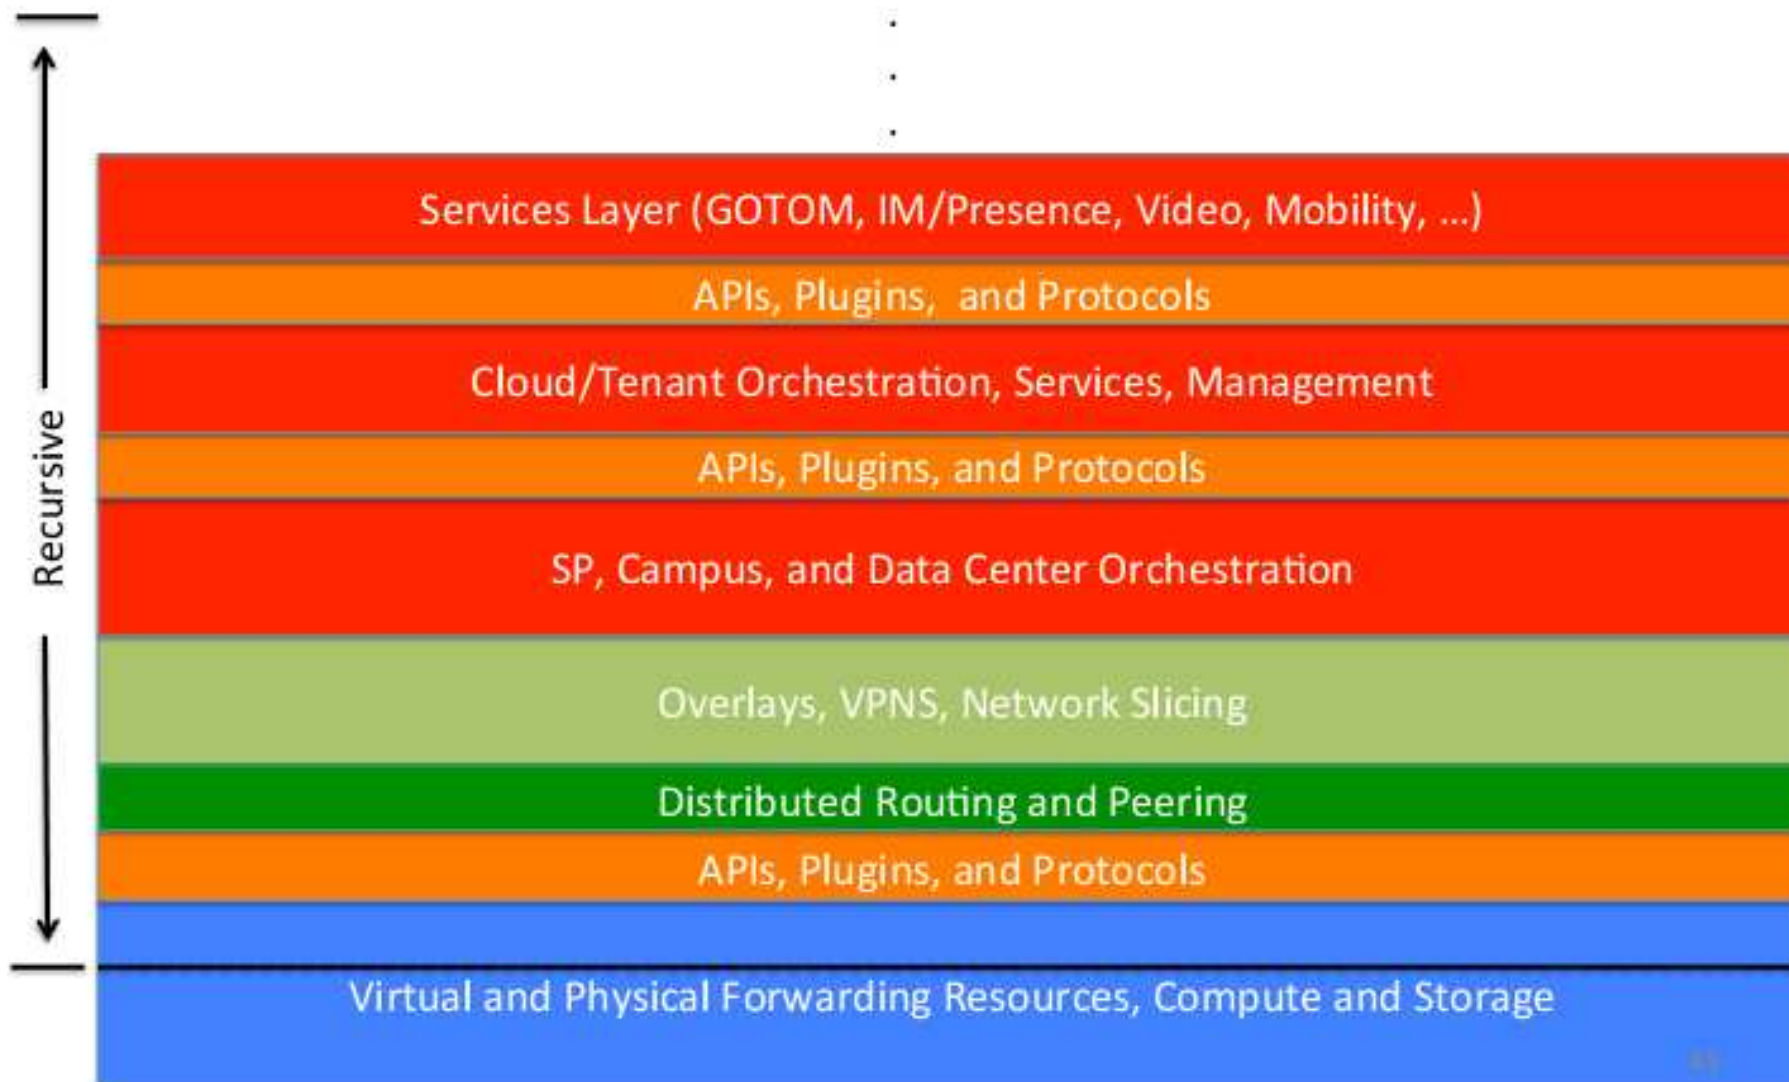 Services Layer (GOTOM, IM/Presence, Video, Mobility, ...)
APIs, Plugins, and Protocols
Cloud/Tenant Orchestration, Services, Management
APIs, Plugins, and Protocols
Recursive
SP, Campus, and Data Center Orchestration
Overlays, VPNS, Network Slicing
Distributed Routing and Peering
APIs, Plugins, and Protocols
Virtual and Physical Forwarding Resources, Compute and Storage